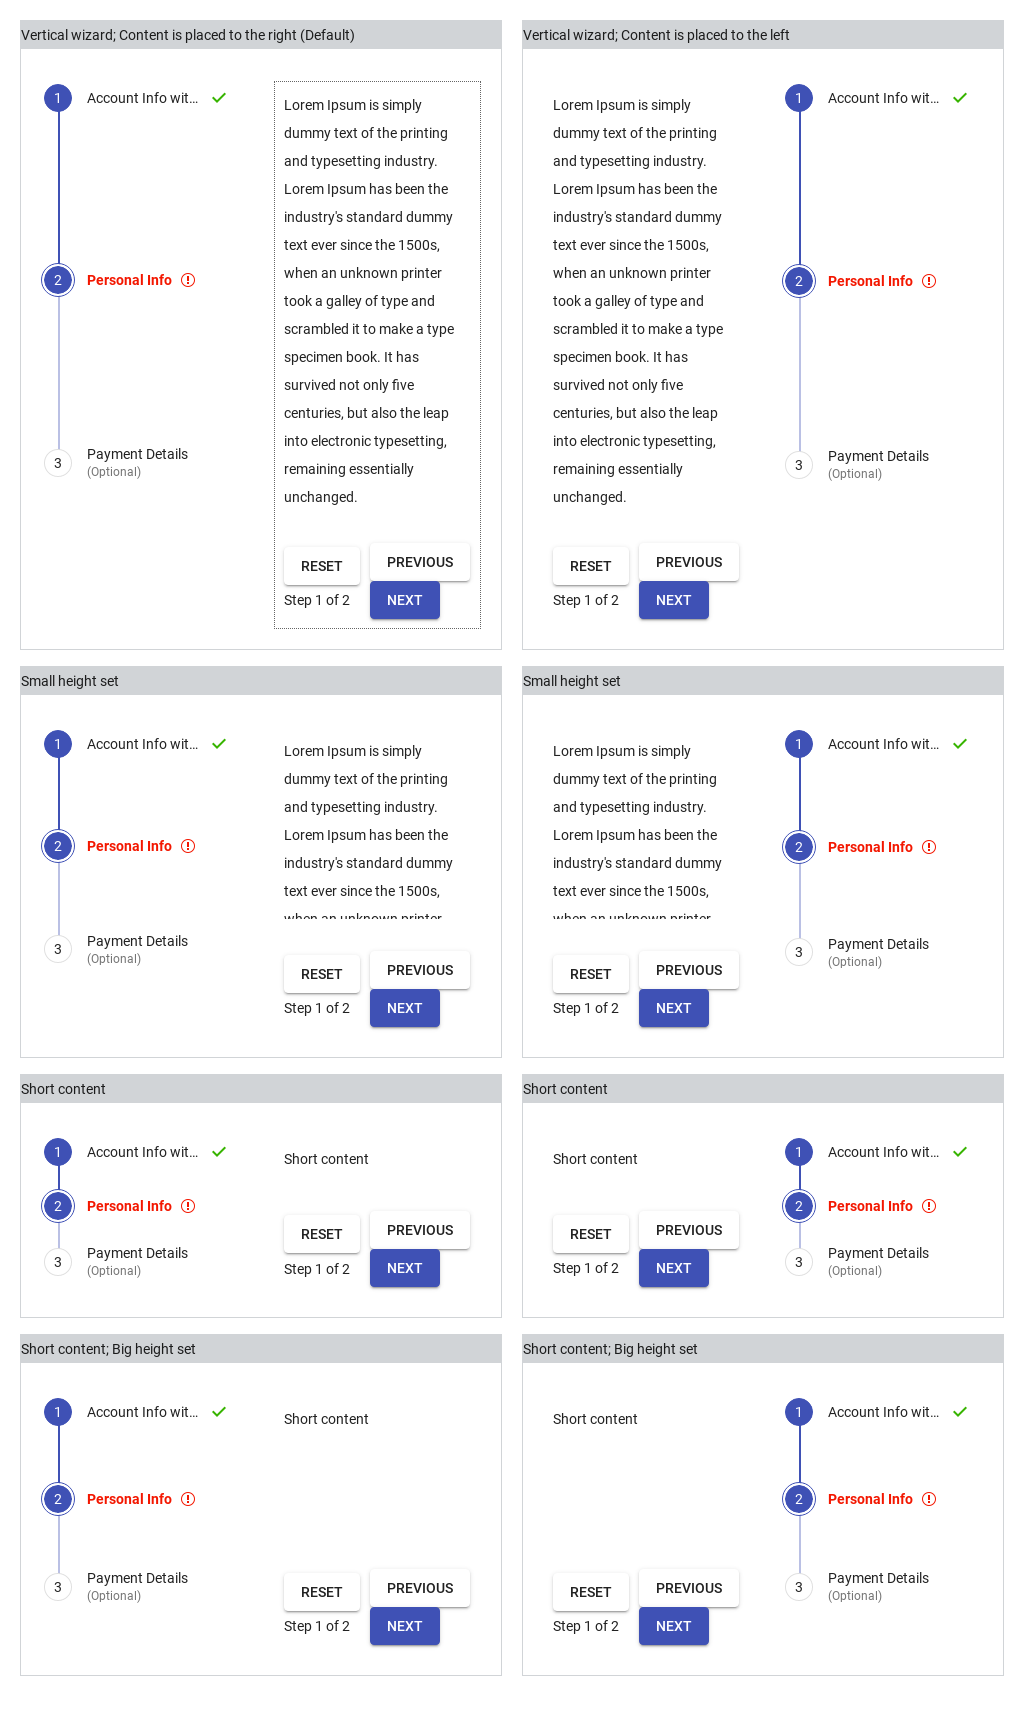 Vertical wizard; Content is placed to the right (Default)
1 Account Info wit...
2 Personal Info
3 Payment Details
(Optional)
Lorem Ipsum is simply
dummy text of the printing
and typesetting industry.
Lorem Ipsum has been the
industry's standard dummy
text ever since the 1500s,
when an unknown printer
took a galley of type and
scrambled it to make a type
specimen book. It has
survived not only five
centuries, but also the leap
into electronic typesetting,
remaining essentially
unchanged.
RESET PREVIOUS
Step 1 of 2 NEXT
Vertical wizard; Content is placed to the left
Lorem Ipsum is simply
dummy text of the printing
and typesetting industry.
Lorem Ipsum has been the
industry's standard dummy
text ever since the 1500s,
when an unknown printer
took a galley of type and
scrambled it to make a type
specimen book. It has
survived not only five
centuries, but also the leap
into electronic typesetting,
remaining essentially
unchanged.
RESET PREVIOUS
Step 1 of 2 NEXT
1 Account Info wit...
2 Personal Info
3 Payment Details
(Optional)
Small height set
1 Account Info wit...
2 Personal Info
3 Payment Details
(Optional)
Lorem Ipsum is simply
dummy text of the printing
and typesetting industry.
Lorem Ipsum has been the
industry's standard dummy
text ever since the 1500s,
when an unknown printer
RESET PREVIOUS
Step 1 of 2 NEXT
Small height set
Lorem Ipsum is simply
dummy text of the printing
and typesetting industry.
Lorem Ipsum has been the
industry's standard dummy
text ever since the 1500s,
when an unknown printer
RESET PREVIOUS
Step 1 of 2 NEXT
1 Account Info wit...
2 Personal Info
3 Payment Details
(Optional)
Short content
1 Account Info wit...
2 Personal Info
3 Payment Details
(Optional)
Short content
RESET PREVIOUS
Step 1 of 2 NEXT
Short content
Short content
RESET PREVIOUS
Step 1 of 2 NEXT
1 Account Info wit...
2 Personal Info
3 Payment Details
(Optional)
Short content; Big height set
1 Account Info wit...
2 Personal Info
3 Payment Details
(Optional)
Short content
RESET PREVIOUS
Step 1 of 2 NEXT
Short content; Big height set
Short content
RESET PREVIOUS
Step 1 of 2 NEXT
1 Account Info wit...
2 Personal Info
3 Payment Details
(Optional)